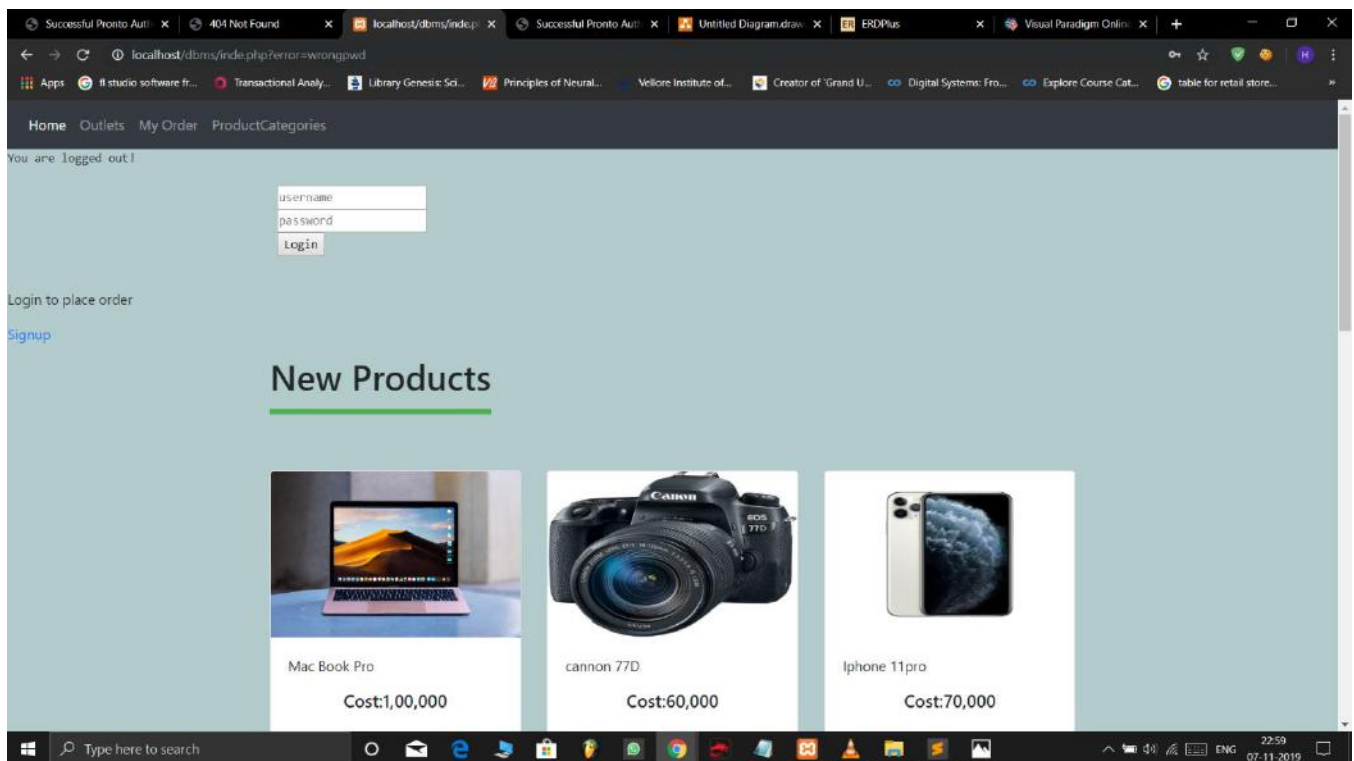 Successful Pronto Auth
404 Not Found
localhost/dbms/inde.p
Successful Pronto Auth
Untitled Diagram.draw
ER ERDPlus
Visual Paradigm Online
localhost/dbms/inde.php?error=wrongpwd
H
Apps
fl studio software fr...
Transactional Analy...
Library Genesis: Sci...
Principles of Neural...
Vellore Institute of...
Creator of 'Grand U...
Digital Systems: Fro...
Explore Course Cat...
table for retail store...
»
Home Outlets My Order ProductCategories
You are logged out!
username
password
Login
Login to place order
Signup
New Products
Canon
EOS
77D
Mac Book Pro
cannon 77D
Iphone 11pro
Cost:1,00,000
Cost:60,000
Cost:70,000
Type here to search
ENG
22:59
07-11-2019